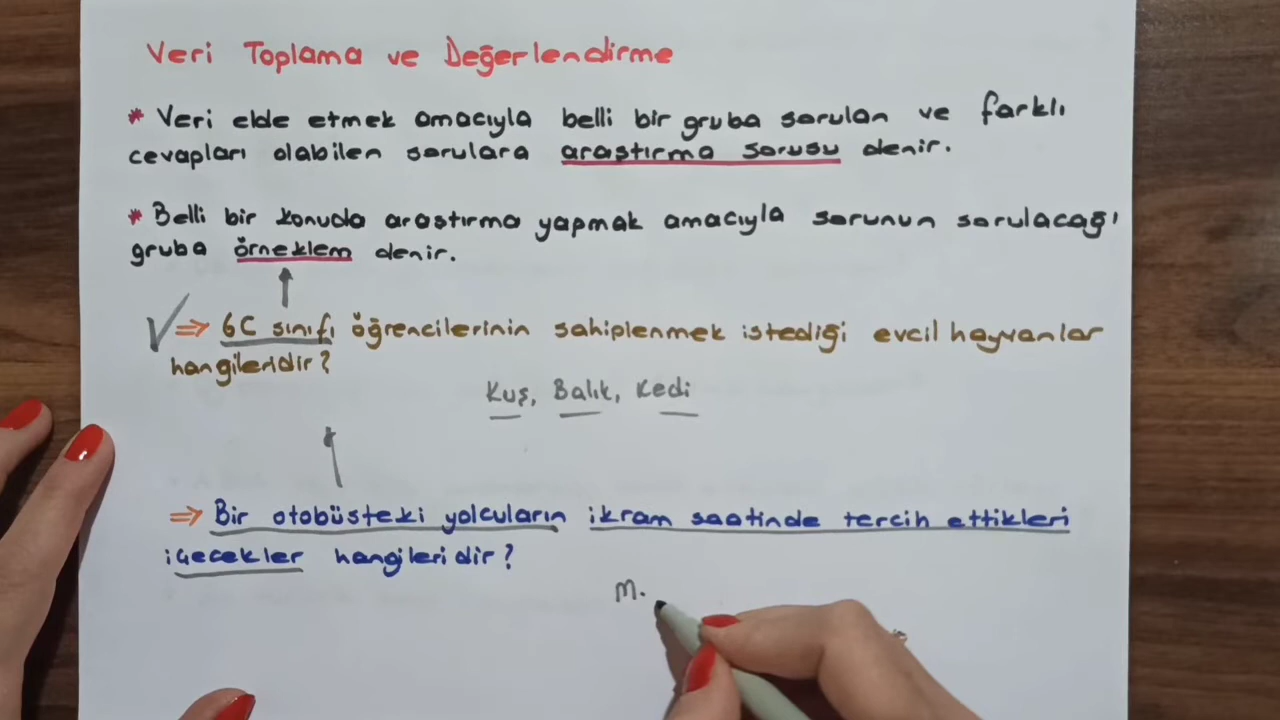 Veri Toplama ve Değerlendirme
* Veri elde etmek amacıyla belli bir gruba sorulan ve farklı
cevapları olabilen sorulara araştırma sorusu denir.
* Belli bir konuda araştırma yapmak amacıyla sorunun sorulacağı
gruba örneklem denir.
⇒ 6C sınıfı öğrencilerinin sahiplenmek istediği evcil hayvanlar
hangileridir?
Kuş, Balık, Kedi
⇒ Bir otobüsteki yolcuların ikram saatinde tercih ettikleri
içecekler hangileridir?
M.